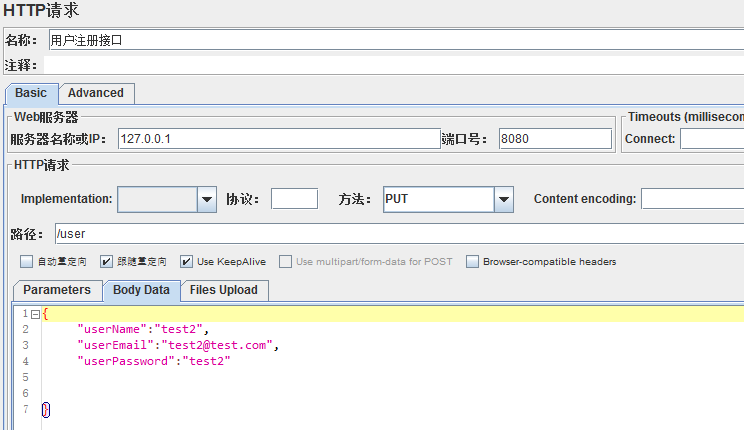 HTTP请求
名称： 用户注册接口
注释：
Basic Advanced
Web服务器 Timeouts (millisecon
服务器名称或IP： 127.0.0.1 端口号： 8080 Connect:
HTTP请求
Implementation: 协议： 方法： PUT Content encoding:
路径： /user
自动重定向 跟随重定向 Use KeepAlive Use multipart/form-data for POST Browser-compatible headers
Parameters Body Data Files Upload
1 {
2 "userName":"test2",
3 "userEmail":"test2@test.com",
4 "userPassword":"test2"
5
6
7 }